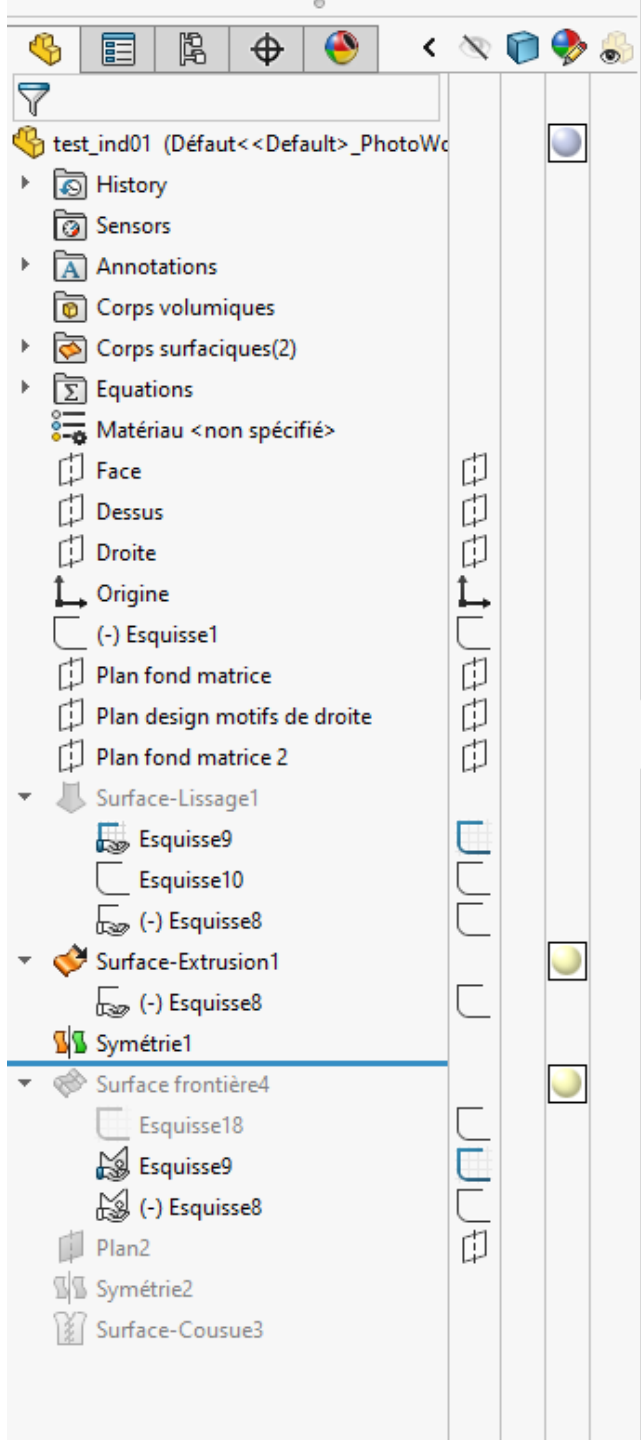 test_ind01 (Défaut<<Default>_PhotoWo
History
Sensors
Annotations
Corps volumiques
Corps surfaciques(2)
Equations
Matériau <non spécifié>
Face
Dessus
Droite
Origine
(-) Esquisse1
Plan fond matrice
Plan design motifs de droite
Plan fond matrice 2
Surface-Lissage1
Esquisse9
Esquisse10
(-) Esquisse8
Surface-Extrusion1
(-) Esquisse8
Symétrie1
Surface frontière4
Esquisse18
Esquisse9
(-) Esquisse8
Plan2
Symétrie2
Surface-Cousue3